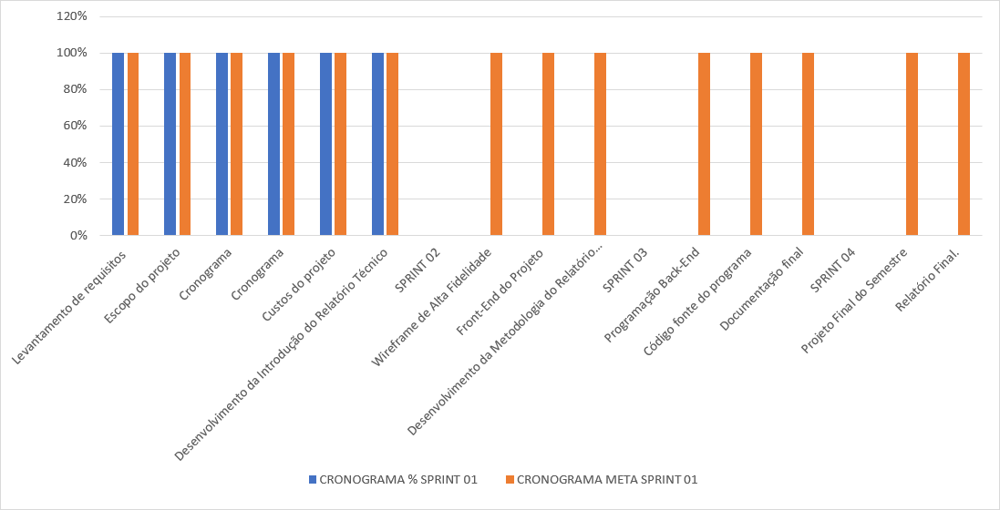 120%
100%
80%
60%
40%
20%
0%
Levantamento de requisitos
Escopo do projeto
Cronograma
Cronograma
Custos do projeto
Desenvolvimento da Introdução do Relatório Técnico
SPRINT 02
Wireframe de Alta Fidelidade
Front-End do Projeto
Desenvolvimento da Metodologia do Relatório...
SPRINT 03
Programação Back-End
Código fonte do programa
Documentação final
SPRINT 04
Projeto Final do Semestre
Relatório Final.
CRONOGRAMA % SPRINT 01
CRONOGRAMA META SPRINT 01